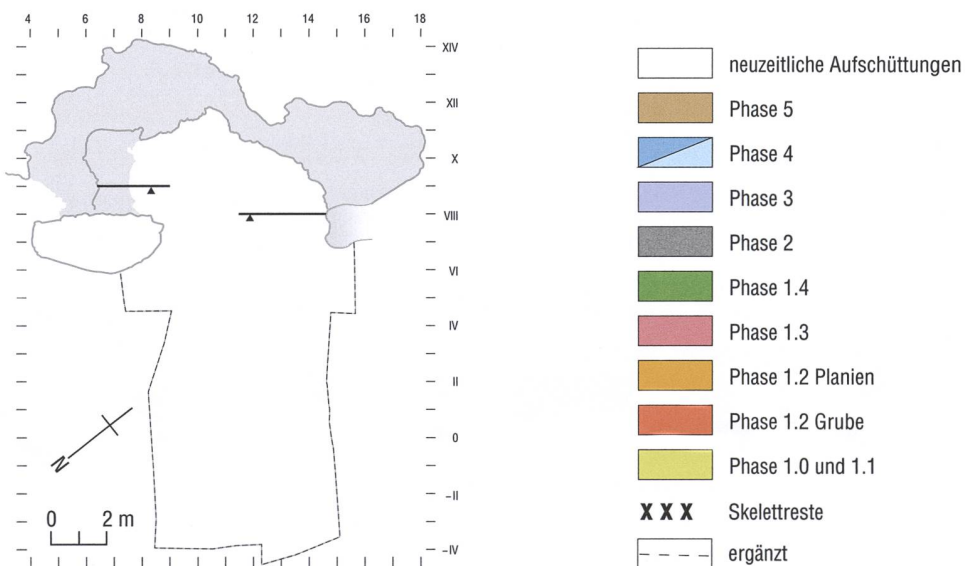 4 6 8 10 12 14 16 18
XIV
XII
X
VIII
VI
IV
II
0
-II
-IV
N
0 2 m
neuzeitliche Aufschüttungen
Phase 5
Phase 4
Phase 3
Phase 2
Phase 1.4
Phase 1.3
Phase 1.2 Planien
Phase 1.2 Grube
Phase 1.0 und 1.1
X X X Skelettreste
ergänzt